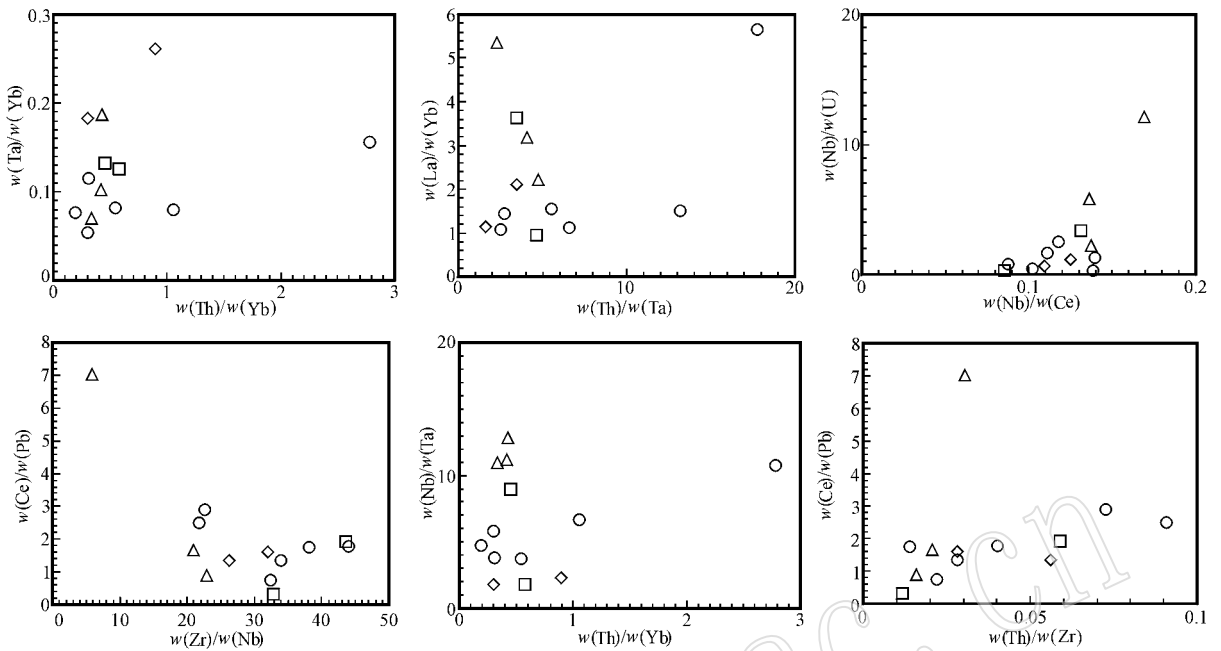 0.3
0.2
0.1
0
w(Ta)/w(Yb)
0 1 2 3
w(Th)/w(Yb)
6
5
4
3
2
1
0
w(La)/w(Yb)
0 10 20
w(Th)/w(Ta)
20
10
0
w(Nb)/w(U)
0 0.1 0.2
w(Nb)/w(Ce)
8
7
6
5
4
3
2
1
0
w(Ce)/w(Pb)
0 10 20 30 40 50
w(Zr)/w(Nb)
20
10
0
w(Nb)/w(Ta)
0 1 2 3
w(Th)/w(Yb)
8
7
6
5
4
3
2
1
0
w(Ce)/w(Pb)
0 0.05 0.1
w(Th)/w(Zr)
ac.cn